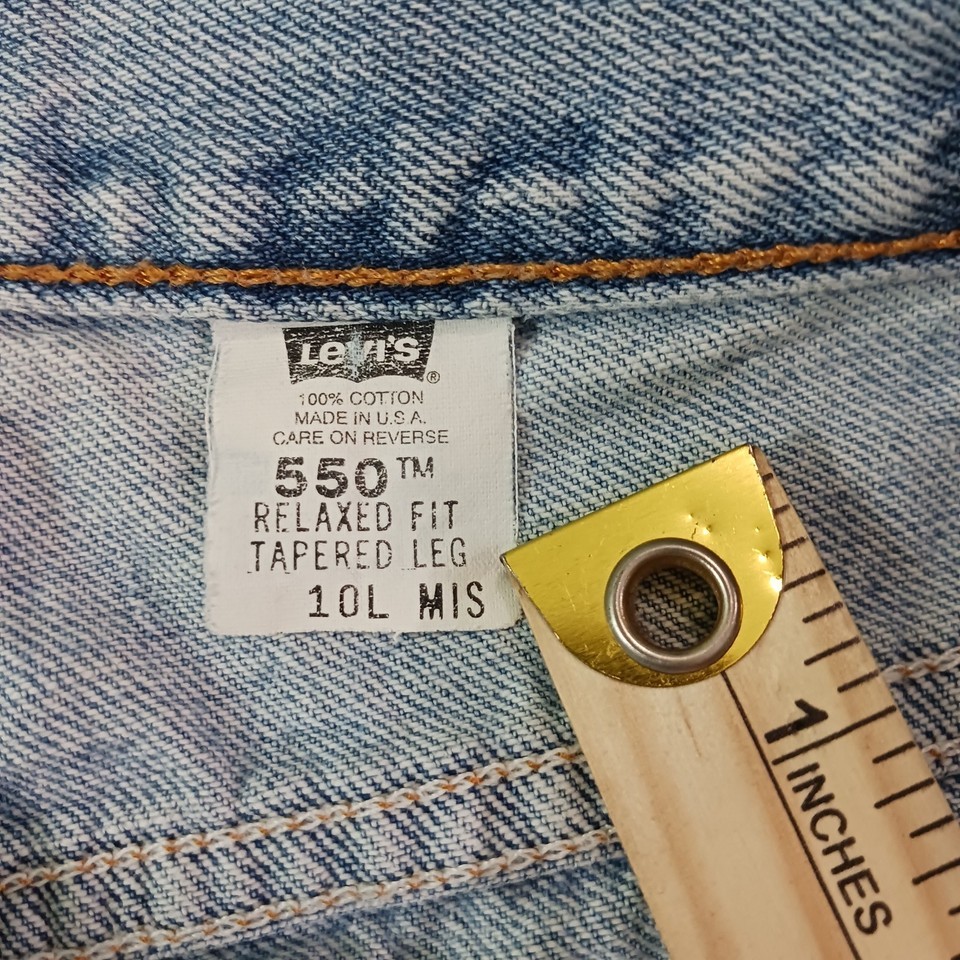 Levi's ®
100% COTTON
MADE IN U.S.A.
CARE ON REVERSE
550™
RELAXED FIT
TAPERED LEG
10L MIS
1
INCHES